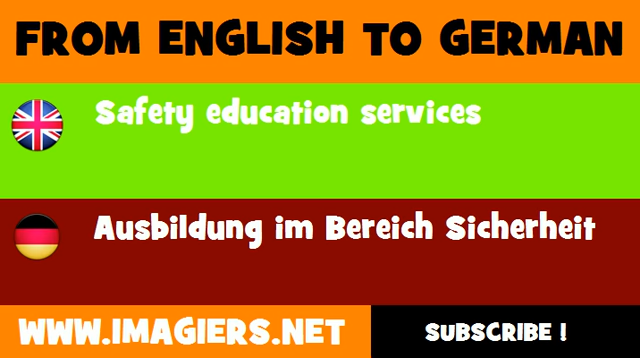 FROM ENGLISH TO GERMAN
Safety education services
Ausbildung im Bereich Sicherheit
WWW.IMAGIERS.NET
SUBSCRIBE !